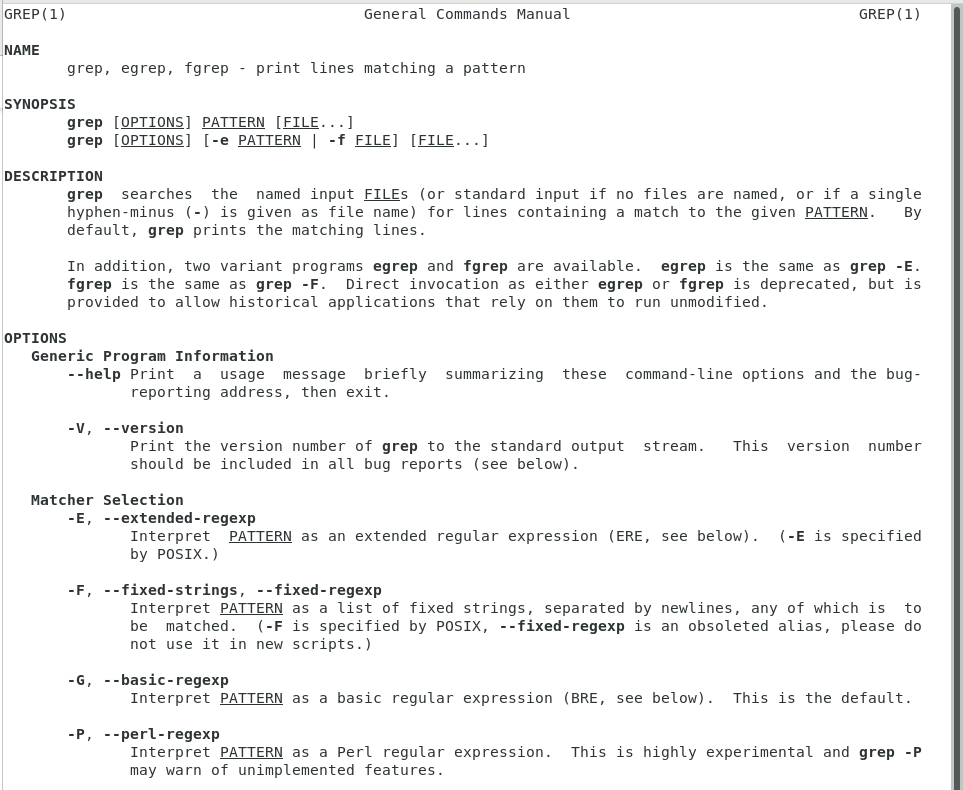 GREP(1) General Commands Manual GREP(1)
NAME
grep, egrep, fgrep - print lines matching a pattern
SYNOPSIS
grep [OPTIONS] PATTERN [FILE...]
grep [OPTIONS] [-e PATTERN | -f FILE] [FILE...]
DESCRIPTION
grep searches the named input FILEs (or standard input if no files are named, or if a single
hyphen-minus (-) is given as file name) for lines containing a match to the given PATTERN. By
default, grep prints the matching lines.
In addition, two variant programs egrep and fgrep are available. egrep is the same as grep -E.
fgrep is the same as grep -F. Direct invocation as either egrep or fgrep is deprecated, but is
provided to allow historical applications that rely on them to run unmodified.
OPTIONS
Generic Program Information
--help Print a usage message briefly summarizing these command-line options and the bug-
reporting address, then exit.
-V, --version
Print the version number of grep to the standard output stream. This version number
should be included in all bug reports (see below).
Matcher Selection
-E, --extended-regexp
Interpret PATTERN as an extended regular expression (ERE, see below). (-E is specified
by POSIX.)
-F, --fixed-strings, --fixed-regexp
Interpret PATTERN as a list of fixed strings, separated by newlines, any of which is to
be matched. (-F is specified by POSIX, --fixed-regexp is an obsoleted alias, please do
not use it in new scripts.)
-G, --basic-regexp
Interpret PATTERN as a basic regular expression (BRE, see below). This is the default.
-P, --perl-regexp
Interpret PATTERN as a Perl regular expression. This is highly experimental and grep -P
may warn of unimplemented features.